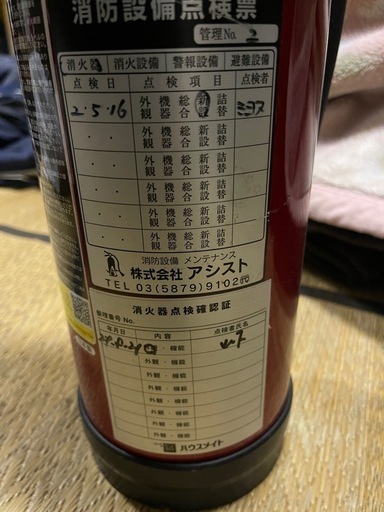 消防設備点検票
管理No. 2
消火器 消火設備 警報設備 避難設備
点検日 点検項目 点検者
2・5・16 外観 機器 総合 新設 詰替
・ ・ 外観 機器 総合 新設 詰替
・ ・ 外観 機器 総合 新設 詰替
・ ・ 外観 機器 総合 新設 詰替
・ ・ 外観 機器 総合 新設 詰替
・ ・ 外観 機器 総合 新設 詰替
消防設備 メンテナンス
株式会社 アシスト
TEL 03(5879)9102㈹
消火器点検確認証
整理番号 No.
年月日 内容 点検者氏名
・機能
外観・機能
外観・機能
外観・機能
外観・機能
外観・機能
外観・機能
ハウスメイト